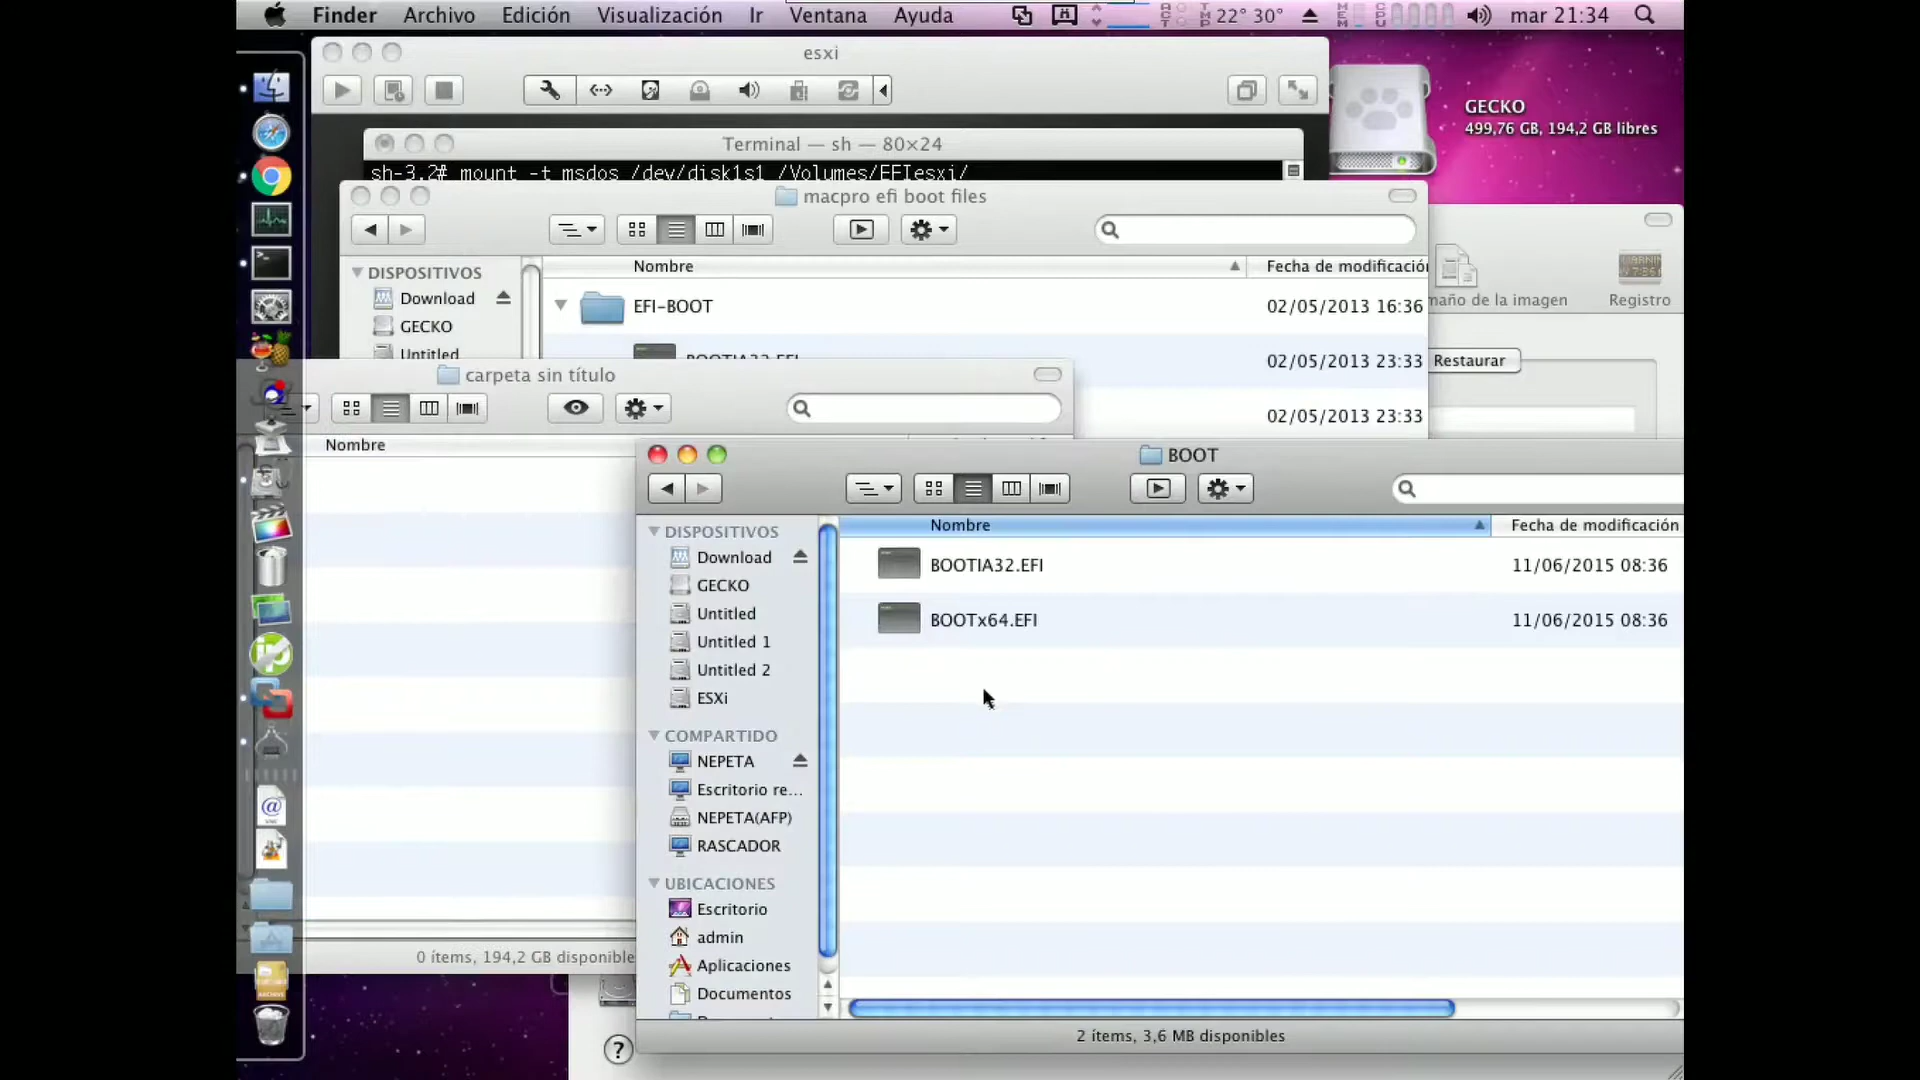 Finder Archivo Edición Visualización Ir Ventana Ayuda 22° 30° mar 21:34
esxi
GECKO
499,76 GB, 194,2 GB libres
Terminal — sh — 80×24
sh-3.2# mount -t msdos /dev/disk1s1 /Volumes/EFIesxi/
macpro efi boot files
Nombre Fecha de modificación
DISPOSITIVOS
Download
GECKO
Untitled
EFI-BOOT 02/05/2013 16:36
BOOTIA32.EFI 02/05/2013 23:33
02/05/2013 23:33
maño de la imagen Registro
Restaurar
carpeta sin título
Nombre
0 ítems, 194,2 GB disponible
BOOT
Nombre Fecha de modificación
BOOTIA32.EFI 11/06/2015 08:36
BOOTx64.EFI 11/06/2015 08:36
DISPOSITIVOS
Download
GECKO
Untitled
Untitled 1
Untitled 2
ESXi
COMPARTIDO
NEPETA
Escritorio re...
NEPETA(AFP)
RASCADOR
UBICACIONES
Escritorio
admin
Aplicaciones
Documentos
2 ítems, 3,6 MB disponibles
?